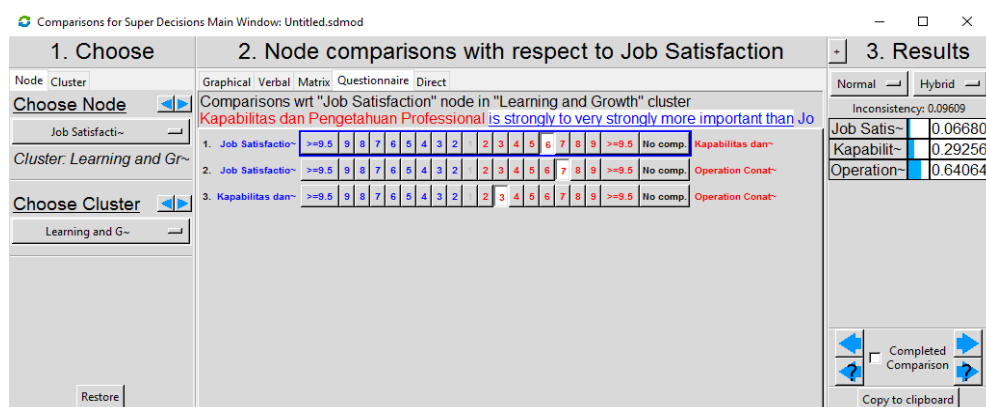 Comparisons for Super Decisions Main Window: Untitled.sdmod
1. Choose
Node Cluster
Choose Node
Job Satisfacti~
Cluster: Learning and Gr~
Choose Cluster
Learning and G~
Restore
2. Node comparisons with respect to Job Satisfaction
Graphical Verbal Matrix Questionnaire Direct
Comparisons wrt "Job Satisfaction" node in "Learning and Growth" cluster
Kapabilitas dan Pengetahuan Professional is strongly to very strongly more important than Jo
1. Job Satisfactio~ >=9.5 9 8 7 6 5 4 3 2 1 2 3 4 5 6 7 8 9 >=9.5 No comp. Kapabilitas dan~
2. Job Satisfactio~ >=9.5 9 8 7 6 5 4 3 2 1 2 3 4 5 6 7 8 9 >=9.5 No comp. Operation Conat~
3. Kapabilitas dan~ >=9.5 9 8 7 6 5 4 3 2 1 2 3 4 5 6 7 8 9 >=9.5 No comp. Operation Conat~
+ 3. Results
Normal Hybrid
Inconsistency: 0.09609
Job Satis~ 0.06680
Kapabilit~ 0.29256
Operation~ 0.64064
Completed
Comparison
? ?
Copy to clipboard